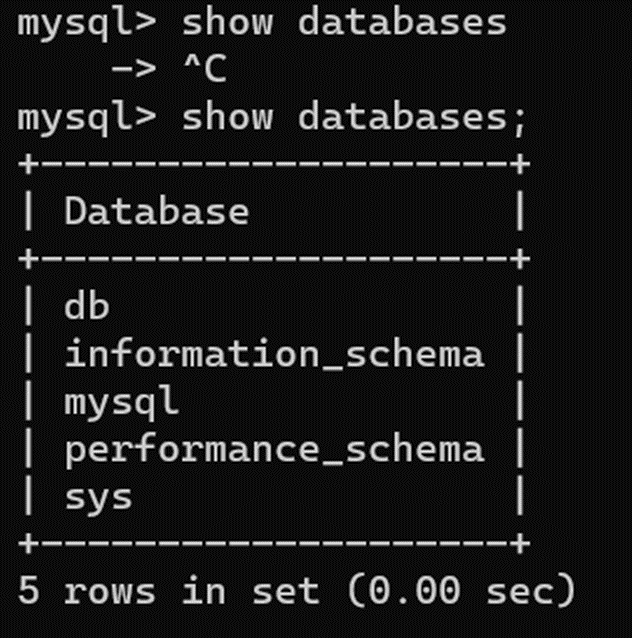 mysql> show databases
    -> ^C
mysql> show databases;
+--------------------+
| Database           |
+--------------------+
| db                 |
| information_schema |
| mysql              |
| performance_schema |
| sys                |
+--------------------+
5 rows in set (0.00 sec)